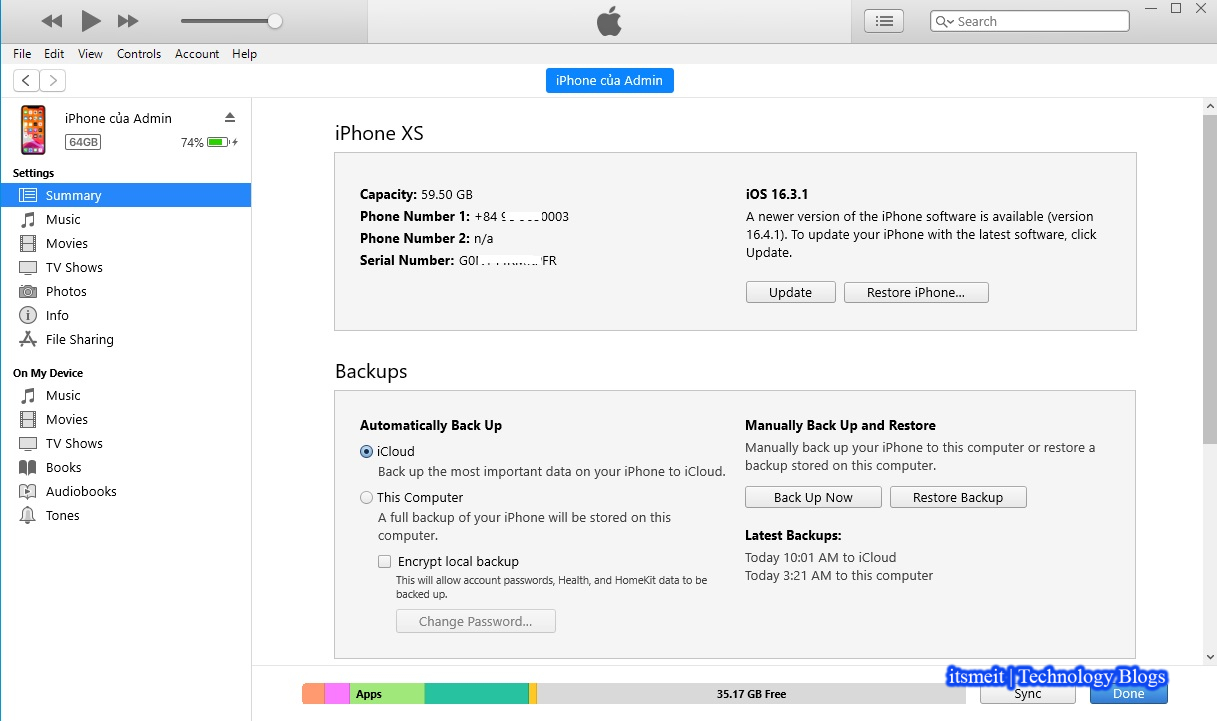 Search
File Edit View Controls Account Help
iPhone của Admin
iPhone của Admin
64GB 74%
Settings
Summary
Music
Movies
TV Shows
Photos
Info
File Sharing
On My Device
Music
Movies
TV Shows
Books
Audiobooks
Tones
iPhone XS
Capacity: 59.50 GB
Phone Number 1: +84 9 0003
Phone Number 2: n/a
Serial Number:
iOS 16.3.1
A newer version of the iPhone software is available (version
16.4.1). To update your iPhone with the latest software, click
Update.
Update Restore iPhone...
Backups
Automatically Back Up
iCloud
Back up the most important data on your iPhone to iCloud.
This Computer
A full backup of your iPhone will be stored on this
computer.
Encrypt local backup
This will allow account passwords, Health, and HomeKit data to be
backed up.
Change Password...
Manually Back Up and Restore
Manually back up your iPhone to this computer or restore a
backup stored on this computer.
Back Up Now Restore Backup
Latest Backups:
Today 10:01 AM to iCloud
Today 3:21 AM to this computer
Apps 35.17 GB Free
itsmeit | Technology Blogs
Sync Done